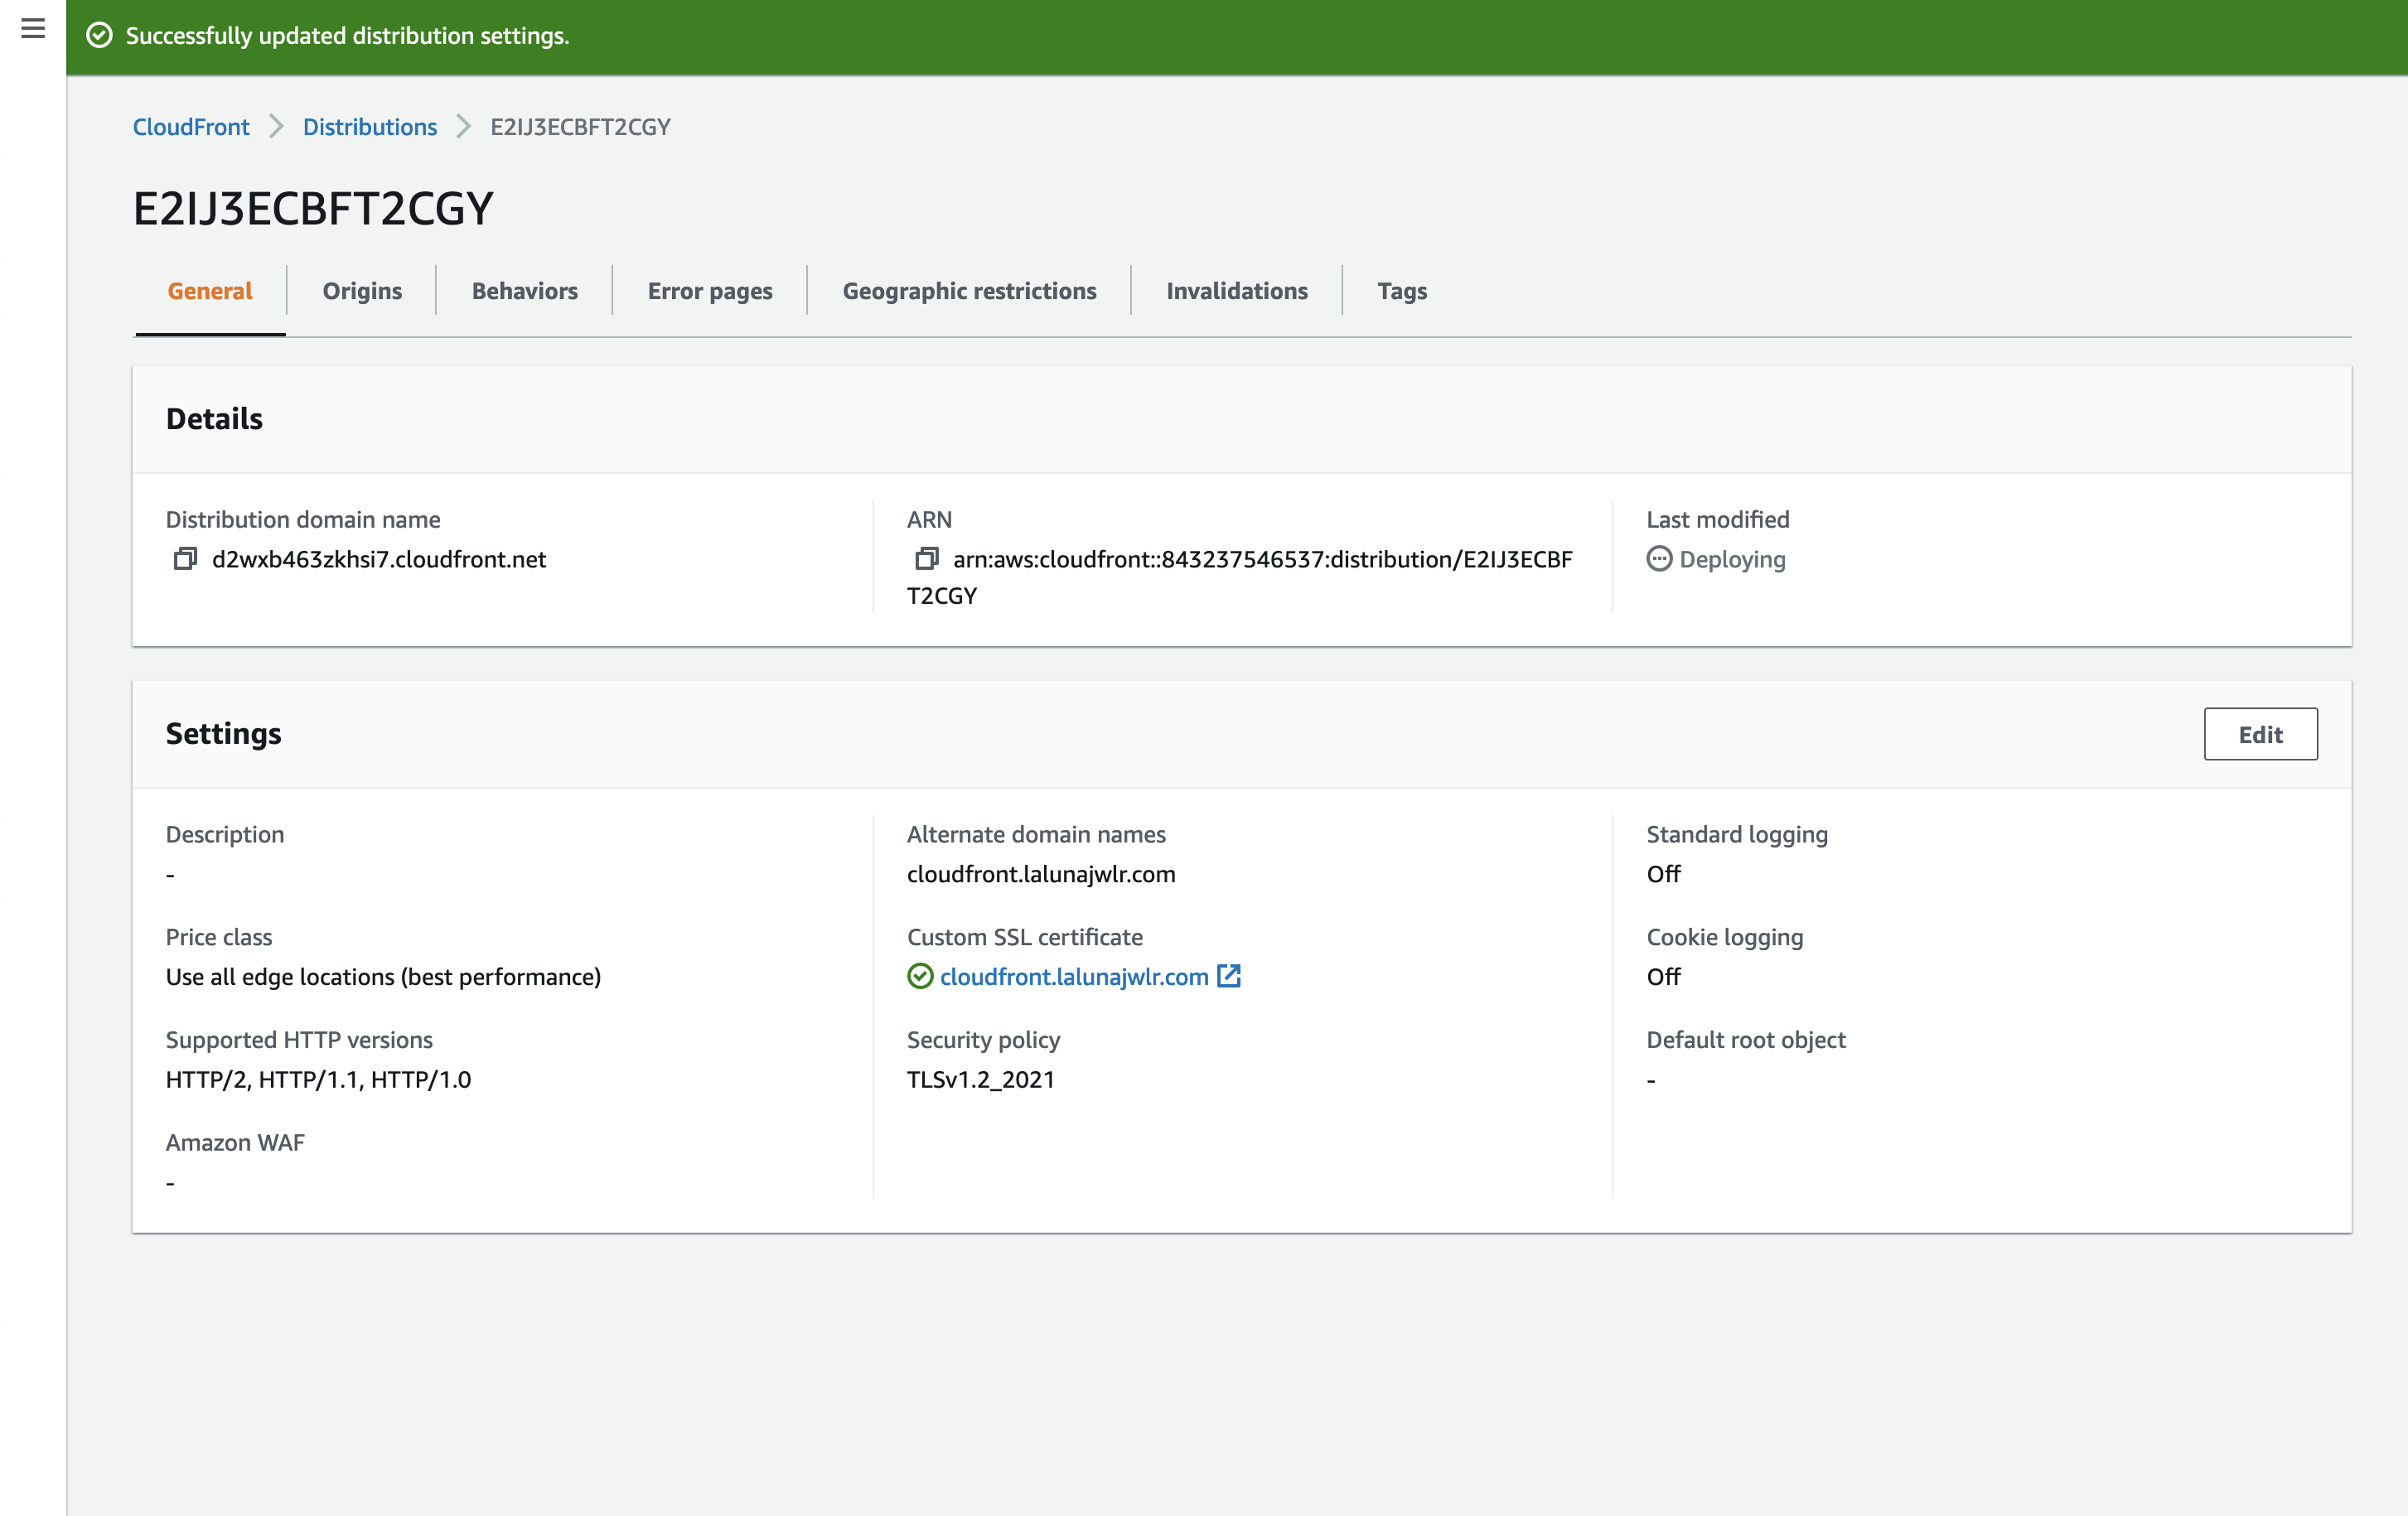 Successfully updated distribution settings.
CloudFront > Distributions > E2IJ3ECBFT2CGY
E2IJ3ECBFT2CGY
General Origins Behaviors Error pages Geographic restrictions Invalidations Tags
Details
Distribution domain name
d2wxb463zkhsi7.cloudfront.net
ARN
arn:aws:cloudfront::843237546537:distribution/E2IJ3ECBF
T2CGY
Last modified
Deploying
Settings
Edit
Description
-
Price class
Use all edge locations (best performance)
Supported HTTP versions
HTTP/2, HTTP/1.1, HTTP/1.0
Amazon WAF
-
Alternate domain names
cloudfront.lalunajwlr.com
Custom SSL certificate
cloudfront.lalunajwlr.com
Security policy
TLSv1.2_2021
Standard logging
Off
Cookie logging
Off
Default root object
-